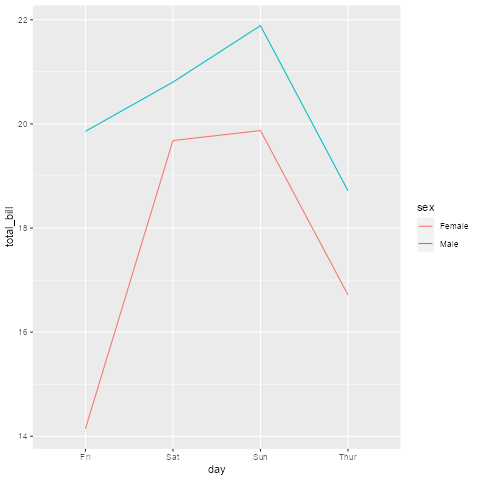 22
20
18
16
14
total_bill
Fri
Sat
Sun
Thur
day
sex
Female
Male